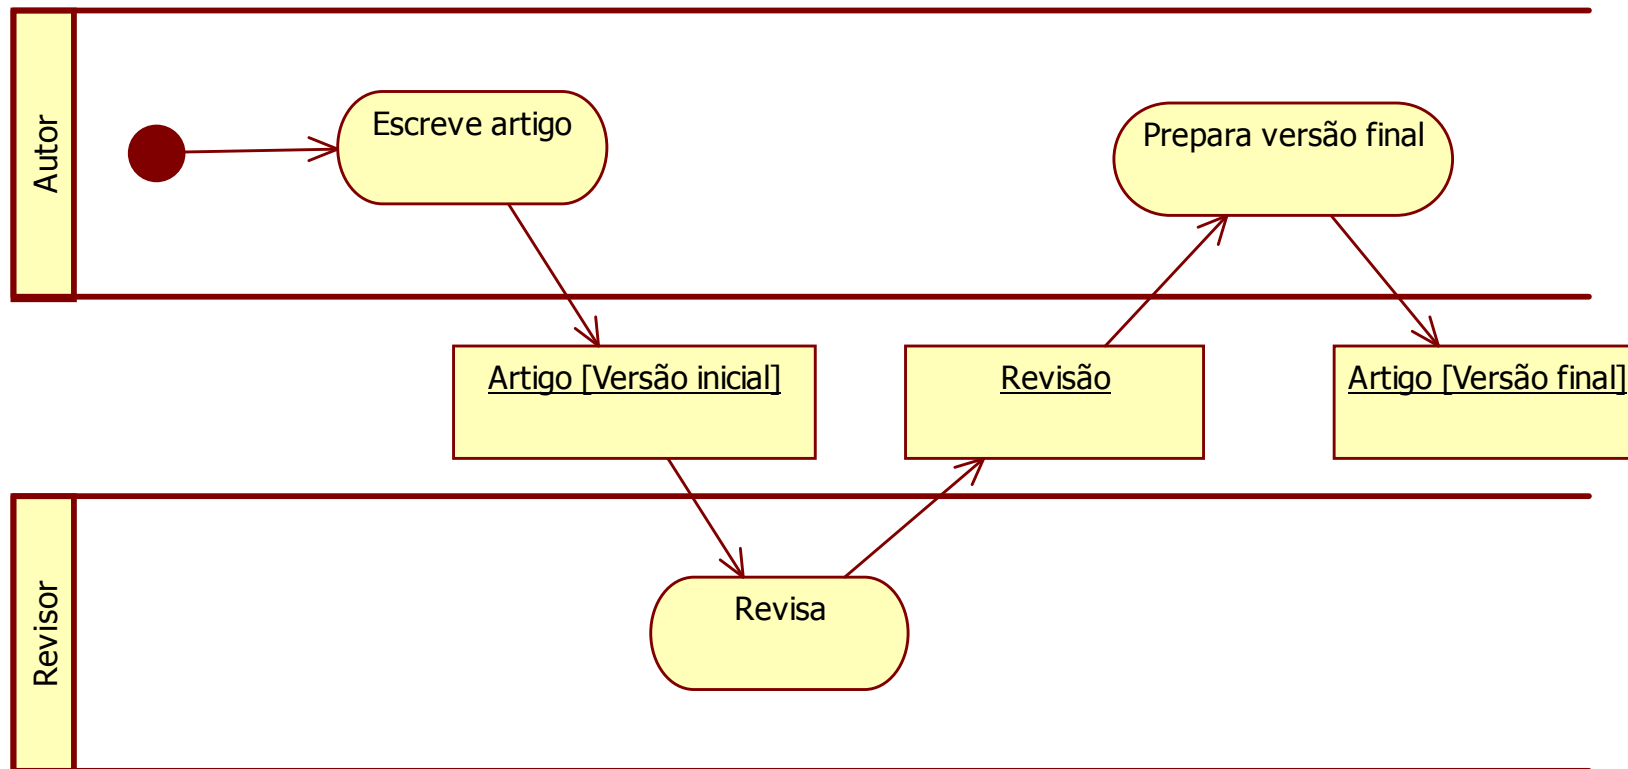 Autor
Escreve artigo
Prepara versão final
Artigo [Versão inicial]
Revisão
Artigo [Versão final]
Revisor
Revisa